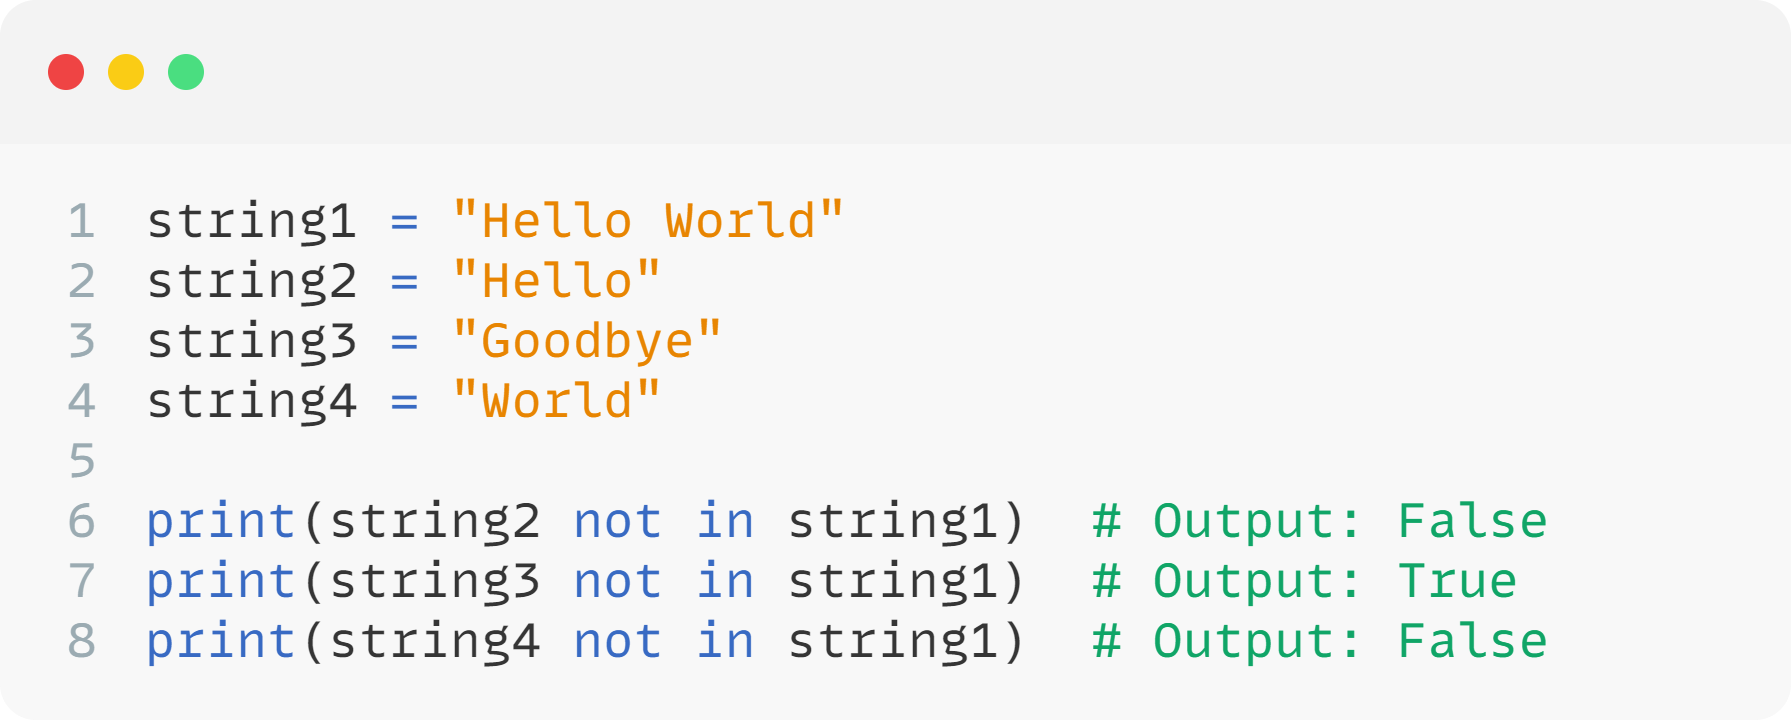 1 string1 = "Hello World"
2 string2 = "Hello"
3 string3 = "Goodbye"
4 string4 = "World"
5
6 print(string2 not in string1)  # Output: False
7 print(string3 not in string1)  # Output: True
8 print(string4 not in string1)  # Output: False